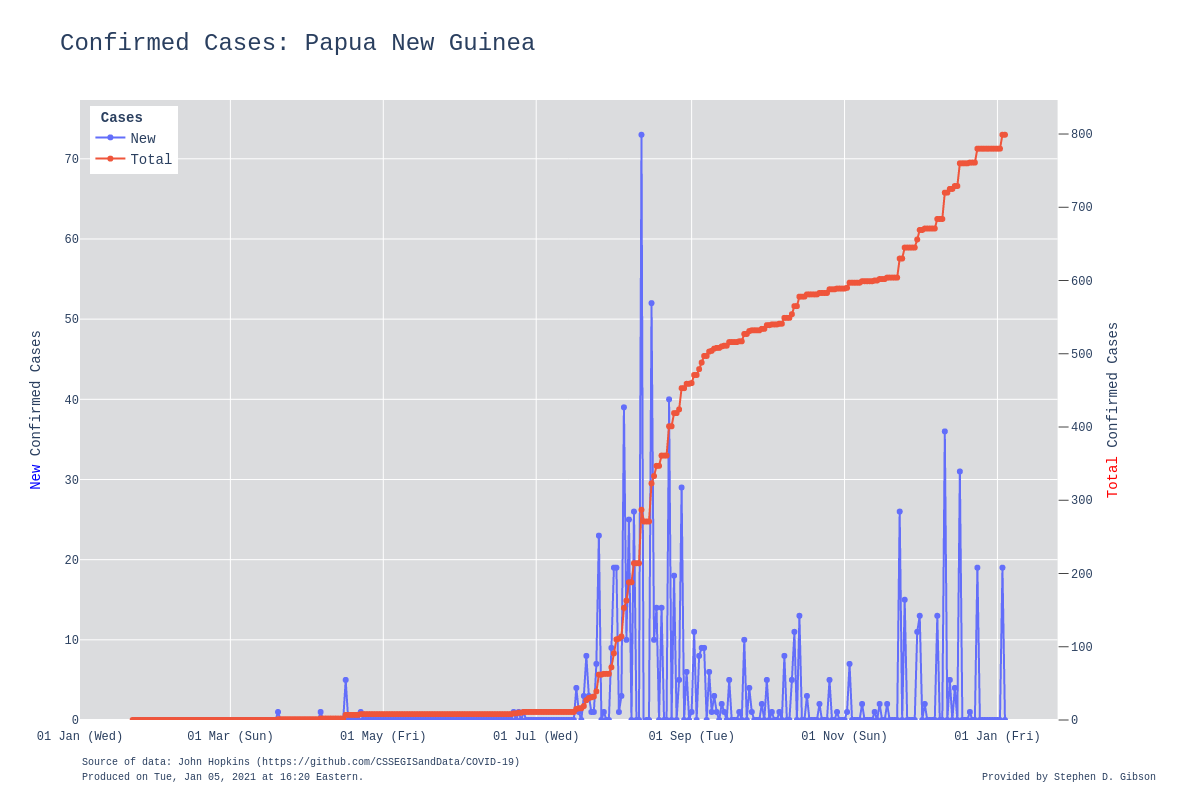 Confirmed Cases: Papua New Guinea
Cases
New
Total
70
60
50
40
30
20
10
0
New Confirmed Cases
800
700
600
500
400
300
200
100
0
Total Confirmed Cases
01 Jan (Wed) 01 Mar (Sun) 01 May (Fri) 01 Jul (Wed) 01 Sep (Tue) 01 Nov (Sun) 01 Jan (Fri)
Source of data: John Hopkins (https://github.com/CSSEGISandData/COVID-19)
Produced on Tue, Jan 05, 2021 at 16:20 Eastern.
Provided by Stephen D. Gibson